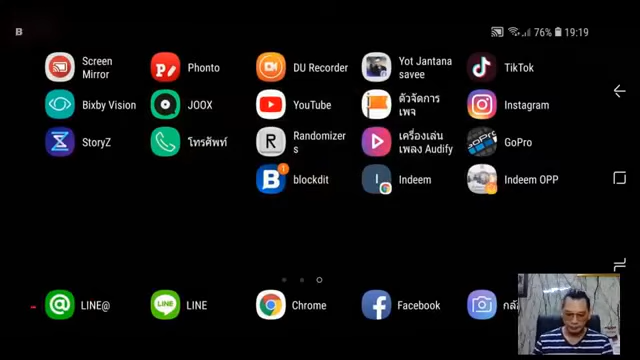 B
76%
19:19
Screen
Mirror
Phonto
DU Recorder
Yot Jantana
savee
TikTok
Bixby Vision
JOOX
YouTube
ตัวจัดการ
เพจ
Instagram
StoryZ
โทรศัพท์
R
Randomizer
s
เครื่องเล่น
เพลง Audify
GoPro
GoPro
B
1
blockdit
I
Indeem
Indeem OPP
@
LINE@
LINE
LINE
Chrome
f
Facebook